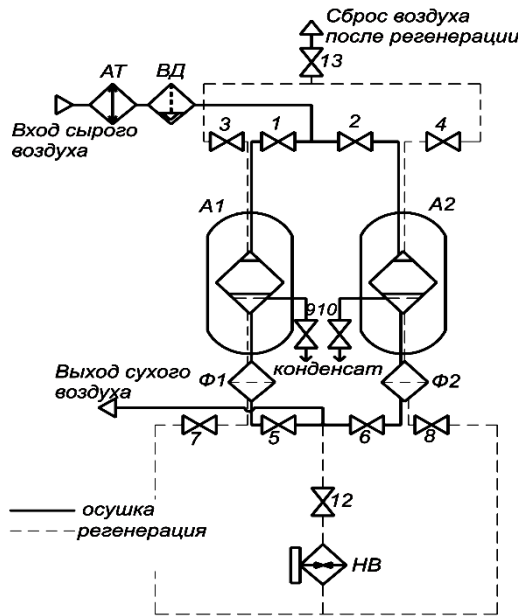 Сброс воздуха
после регенерации
13
АТ
ВД
Вход сырого
воздуха
3
1
2
4
А1
А2
9
10
конденсат
Выход сухого
воздуха
Ф1
Ф2
7
5
6
8
12
осушка
регенерация
НВ